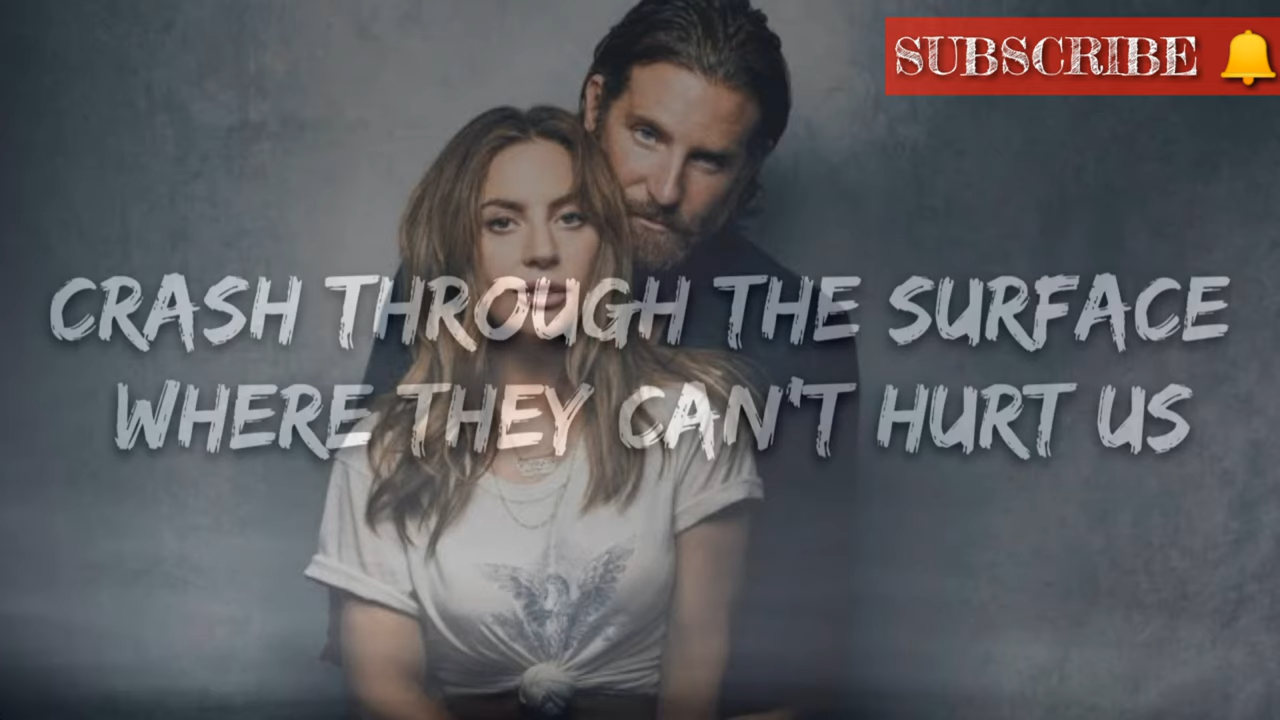 SUBSCRIBE
CRASH THROUGH THE SURFACE
WHERE THEY CAN'T HURT US